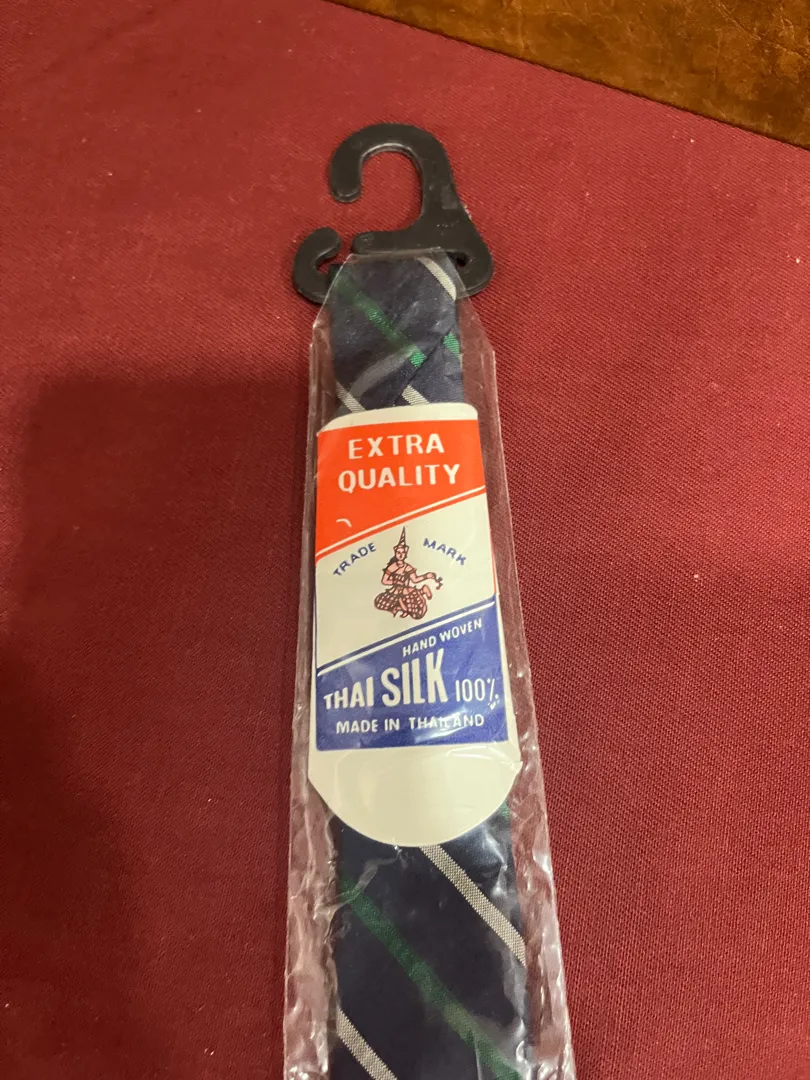 EXTRA
QUALITY
TRADE MARK
HAND WOVEN
THAI SILK 100%
MADE IN THAILAND